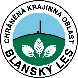 CHRÁNĚNÁ KRAJINNÁ OBLAST
BLANSKÝ LES